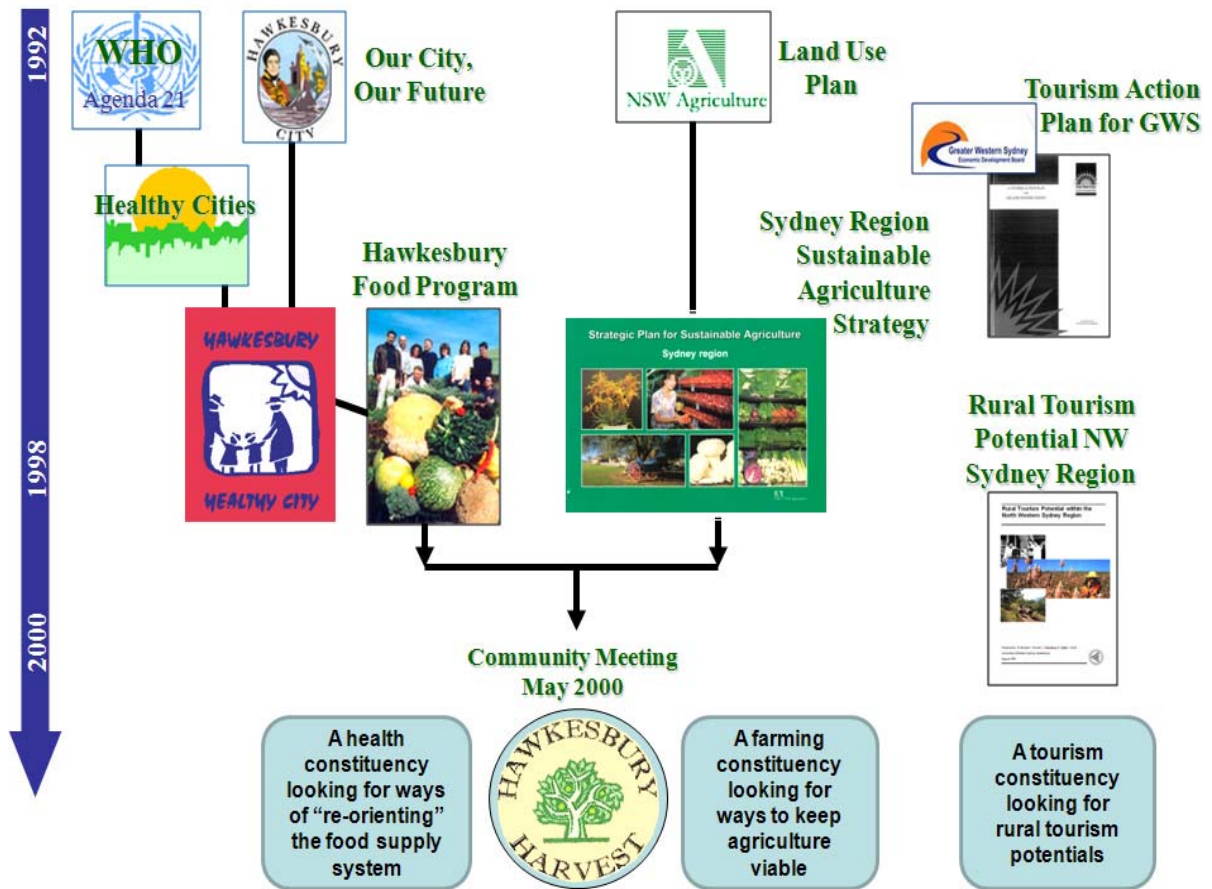 1992
1998
2000
WHO
Agenda 21
HAWKESBURY
CITY
Our City,
Our Future
NSW Agriculture
Land Use
Plan
Tourism Action
Plan for GWS
Greater Western Sydney
Economic Development Board
Healthy Cities
Hawkesbury
Food Program
Sydney Region
Sustainable
Agriculture
Strategy
HAWKESBURY
HEALTHY CITY
Strategic Plan for Sustainable Agriculture
Sydney region
Rural Tourism
Potential NW
Sydney Region
Rural Tourism Potential within the
North Western Sydney Region
Community Meeting
May 2000
A health
constituency
looking for ways
of “re-orienting”
the food supply
system
HAWKESBURY
HARVEST
A farming
constituency
looking for
ways to keep
agriculture
viable
A tourism
constituency
looking for
rural tourism
potentials